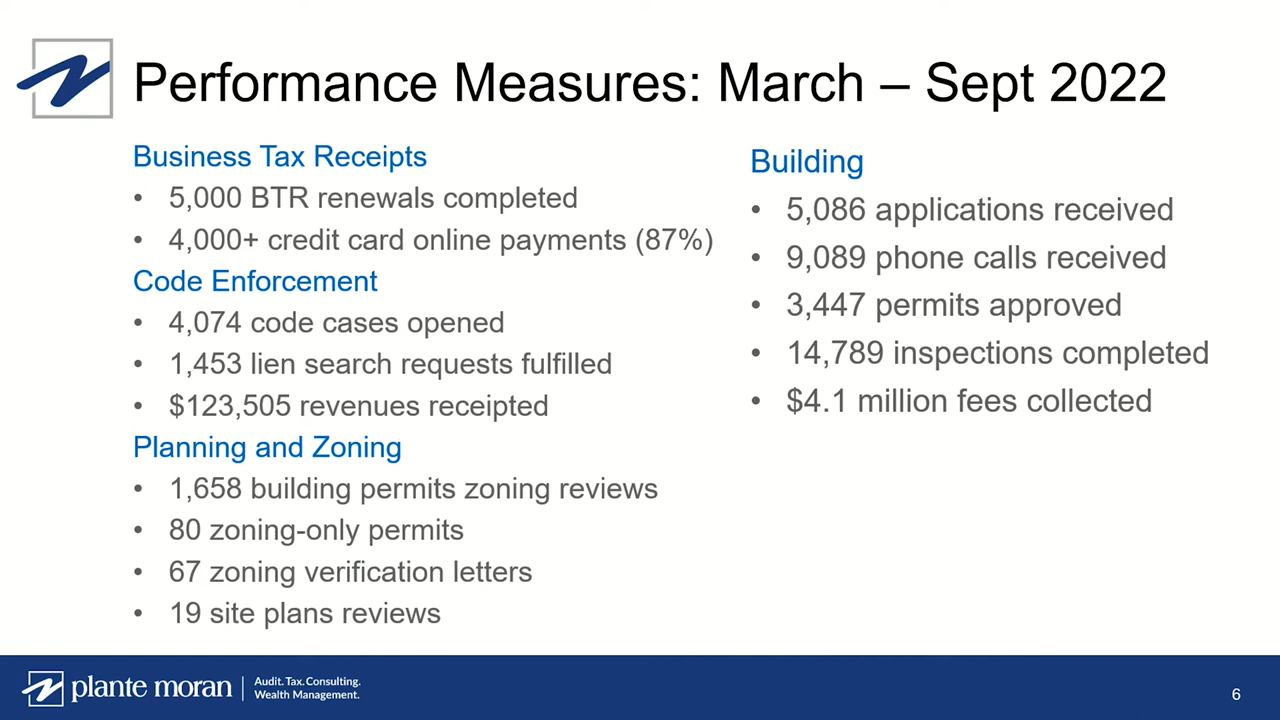 Performance Measures: March – Sept 2022
Business Tax Receipts
• 5,000 BTR renewals completed
• 4,000+ credit card online payments (87%)
Code Enforcement
• 4,074 code cases opened
• 1,453 lien search requests fulfilled
• $123,505 revenues receipted
Planning and Zoning
• 1,658 building permits zoning reviews
• 80 zoning-only permits
• 67 zoning verification letters
• 19 site plans reviews
Building
• 5,086 applications received
• 9,089 phone calls received
• 3,447 permits approved
• 14,789 inspections completed
• $4.1 million fees collected
plante moran
Audit. Tax. Consulting.
Wealth Management.
6